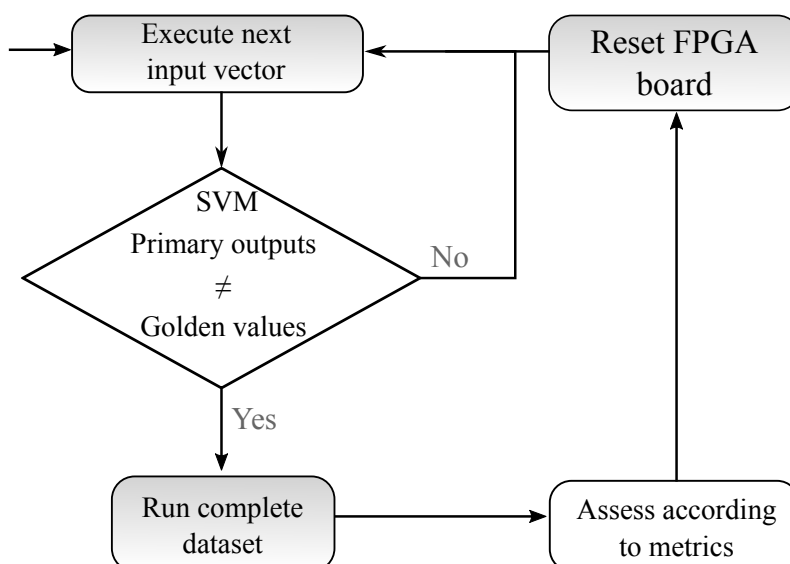 Execute next
input vector
Reset FPGA
board
SVM
Primary outputs
≠
Golden values
No
Yes
Run complete
dataset
Assess according
to metrics